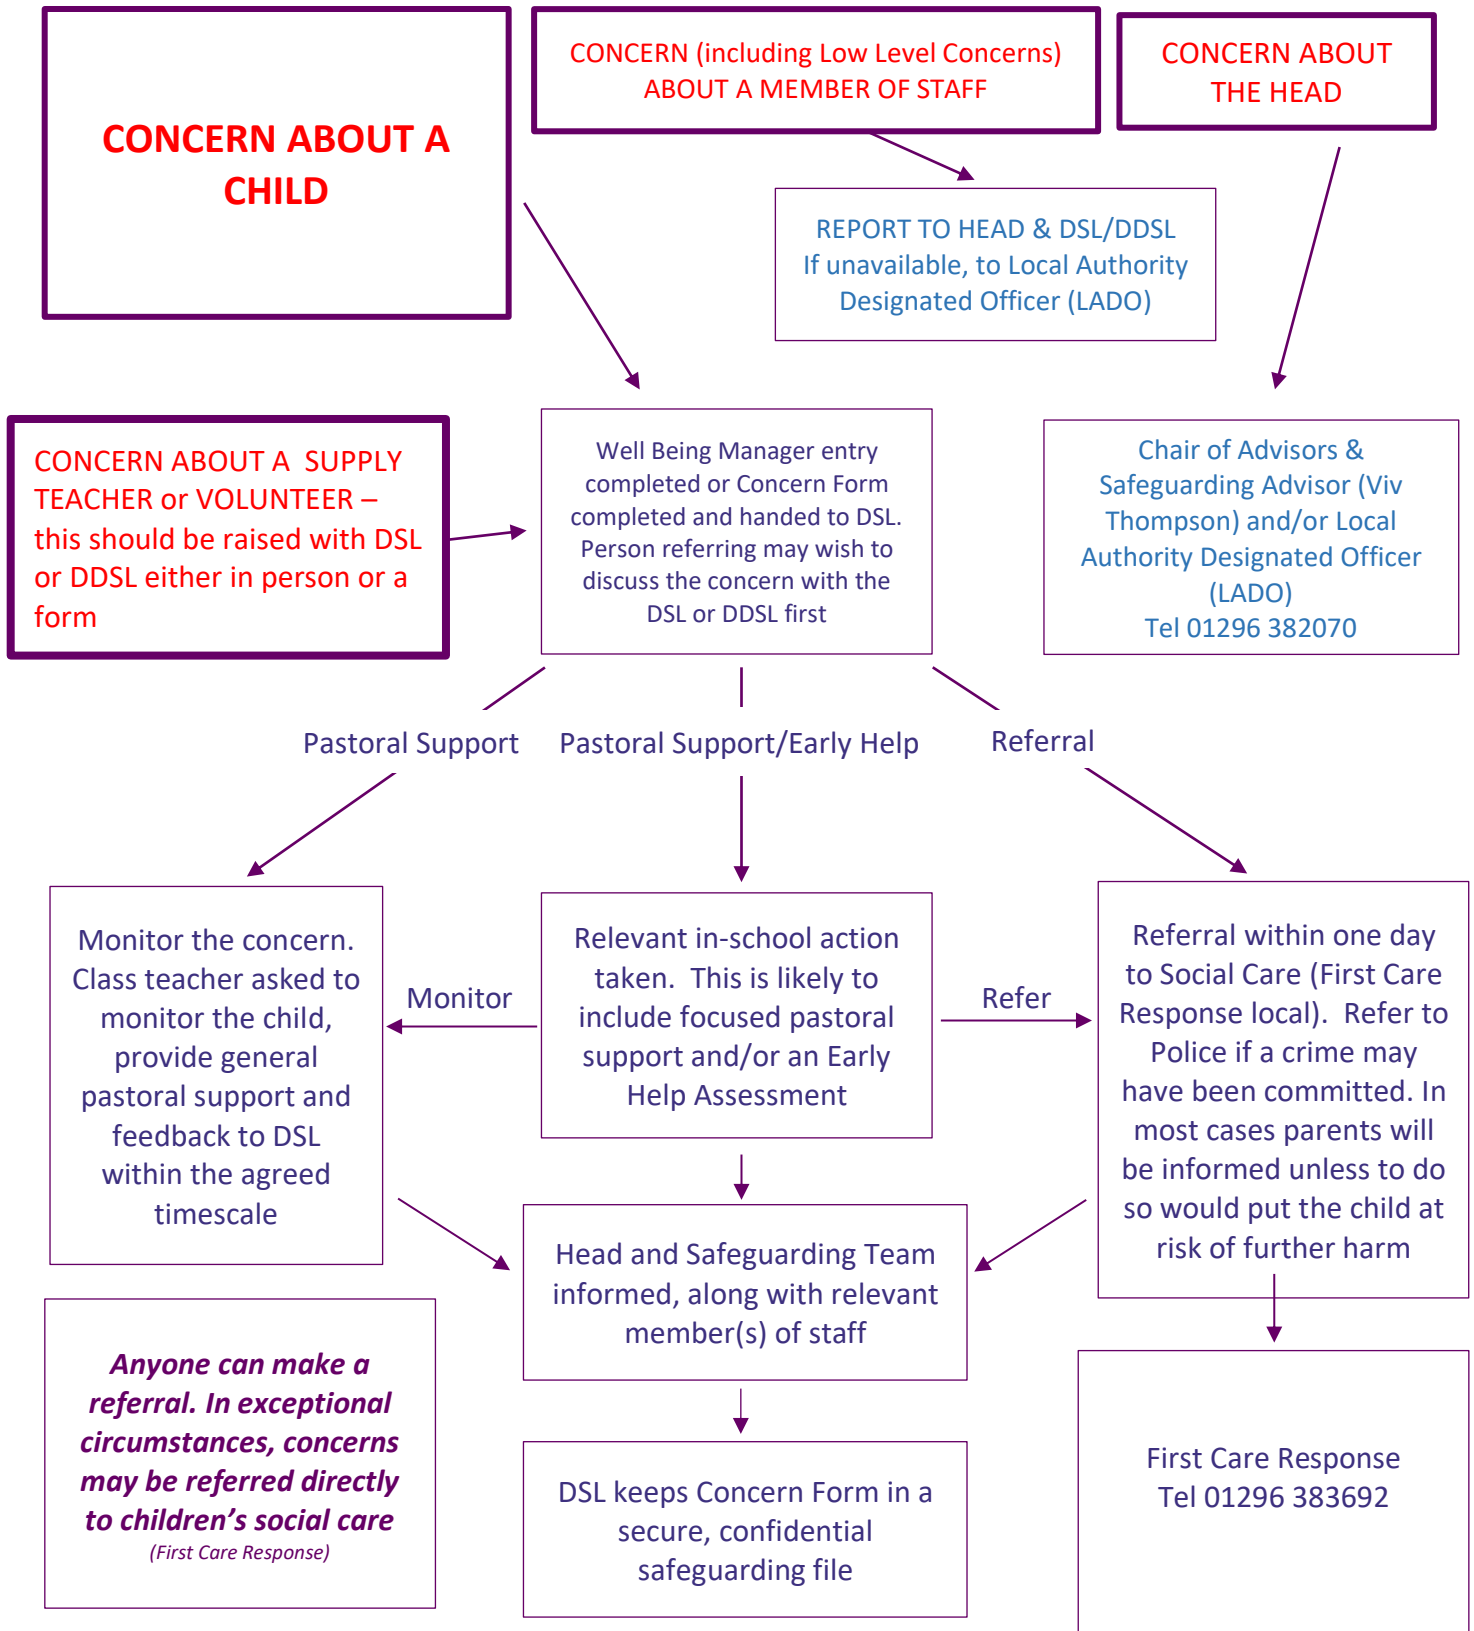 CONCERN ABOUT A
CHILD
CONCERN (including Low Level Concerns)
ABOUT A MEMBER OF STAFF
CONCERN ABOUT
THE HEAD
REPORT TO HEAD & DSL/DDSL
If unavailable, to Local Authority
Designated Officer (LADO)
CONCERN ABOUT A  SUPPLY
TEACHER or VOLUNTEER –
this should be raised with DSL
or DDSL either in person or a
form
Well Being Manager entry
completed or Concern Form
completed and handed to DSL.
Person referring may wish to
discuss the concern with the
DSL or DDSL first
Chair of Advisors &
Safeguarding Advisor (Viv
Thompson) and/or Local
Authority Designated Officer
(LADO)
Tel 01296 382070
Pastoral Support
Pastoral Support/Early Help
Referral
Monitor the concern.
Class teacher asked to
monitor the child,
provide general
pastoral support and
feedback to DSL
within the agreed
timescale
Monitor
Relevant in-school action
taken.  This is likely to
include focused pastoral
support and/or an Early
Help Assessment
Refer
Referral within one day
to Social Care (First Care
Response local).  Refer to
Police if a crime may
have been committed. In
most cases parents will
be informed unless to do
so would put the child at
risk of further harm
Head and Safeguarding Team
informed, along with relevant
member(s) of staff
Anyone can make a
referral. In exceptional
circumstances, concerns
may be referred directly
to children’s social care
(First Care Response)
DSL keeps Concern Form in a
secure, confidential
safeguarding file
First Care Response
Tel 01296 383692